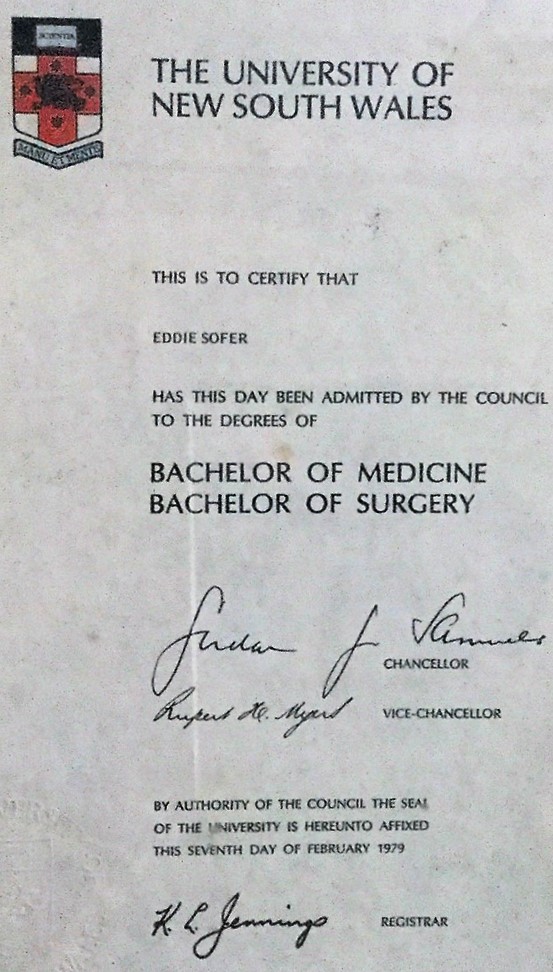 SCIENTIA
MANU ET MENTE
THE UNIVERSITY OF
NEW SOUTH WALES
THIS IS TO CERTIFY THAT
EDDIE SOFER
HAS THIS DAY BEEN ADMITTED BY THE COUNCIL
TO THE DEGREES OF
BACHELOR OF MEDICINE
BACHELOR OF SURGERY
Gordon J. Samuels
CHANCELLOR
Rupert H. Myers VICE-CHANCELLOR
BY AUTHORITY OF THE COUNCIL THE SEAL
OF THE UNIVERSITY IS HEREUNTO AFFIXED
THIS SEVENTH DAY OF FEBRUARY 1979
K. L. Jennings REGISTRAR